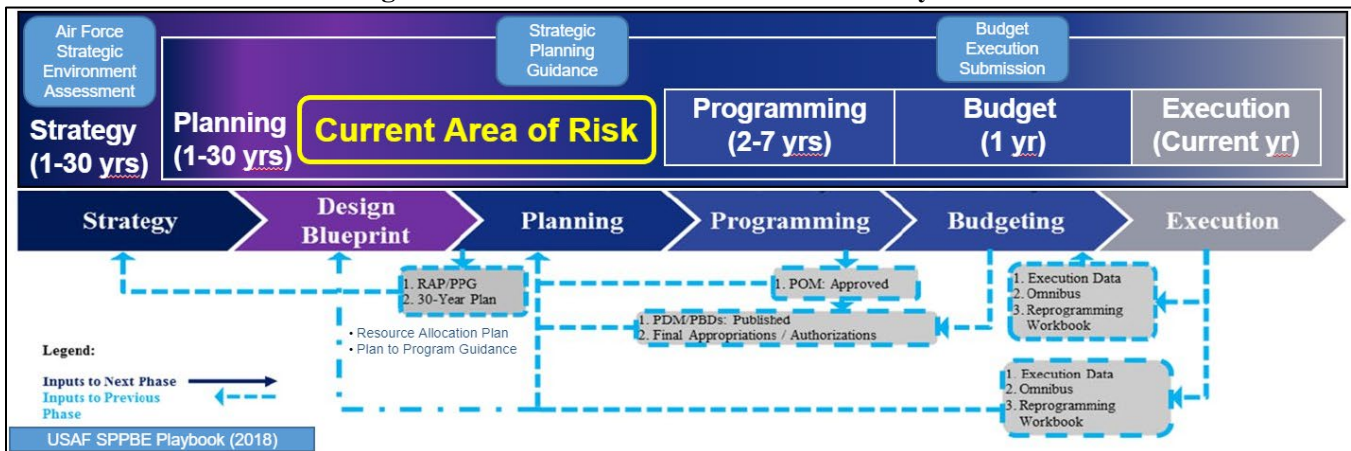 Air Force
Strategic
Environment
Assessment
Strategic
Planning
Guidance
Budget
Execution
Submission
Strategy
(1-30 yrs)
Planning
(1-30 yrs)
Current Area of Risk
Programming
(2-7 yrs)
Budget
(1 yr)
Execution
(Current yr)
Strategy
Design
Blueprint
Planning
Programming
Budgeting
Execution
1. RAP/PPG
2. 30-Year Plan
• Resource Allocation Plan
• Plan to Program Guidance
1. POM: Approved
1. PDM/PBDs: Published
2. Final Appropriations / Authorizations
1. Execution Data
2. Omnibus
3. Reprogramming
Workbook
1. Execution Data
2. Omnibus
3. Reprogramming
Workbook
Legend:
Inputs to Next Phase
Inputs to Previous
Phase
USAF SPPBE Playbook (2018)